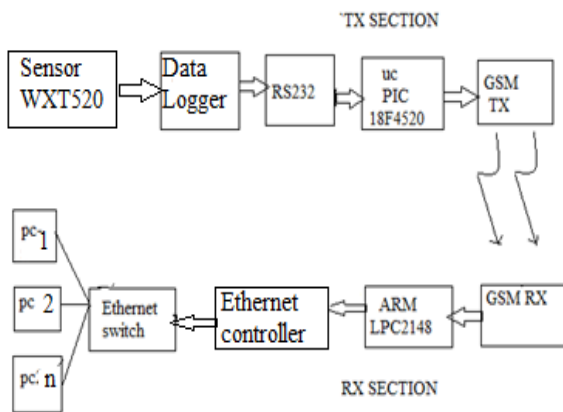 TX SECTION
Sensor
WXT520
Data
Logger
RS232
uc
PIC
18F4520
GSM
TX
pc 1
pc 2
pc. n
Ethernet
switch
Ethernet
controller
ARM
LPC2148
GSM RX
RX SECTION